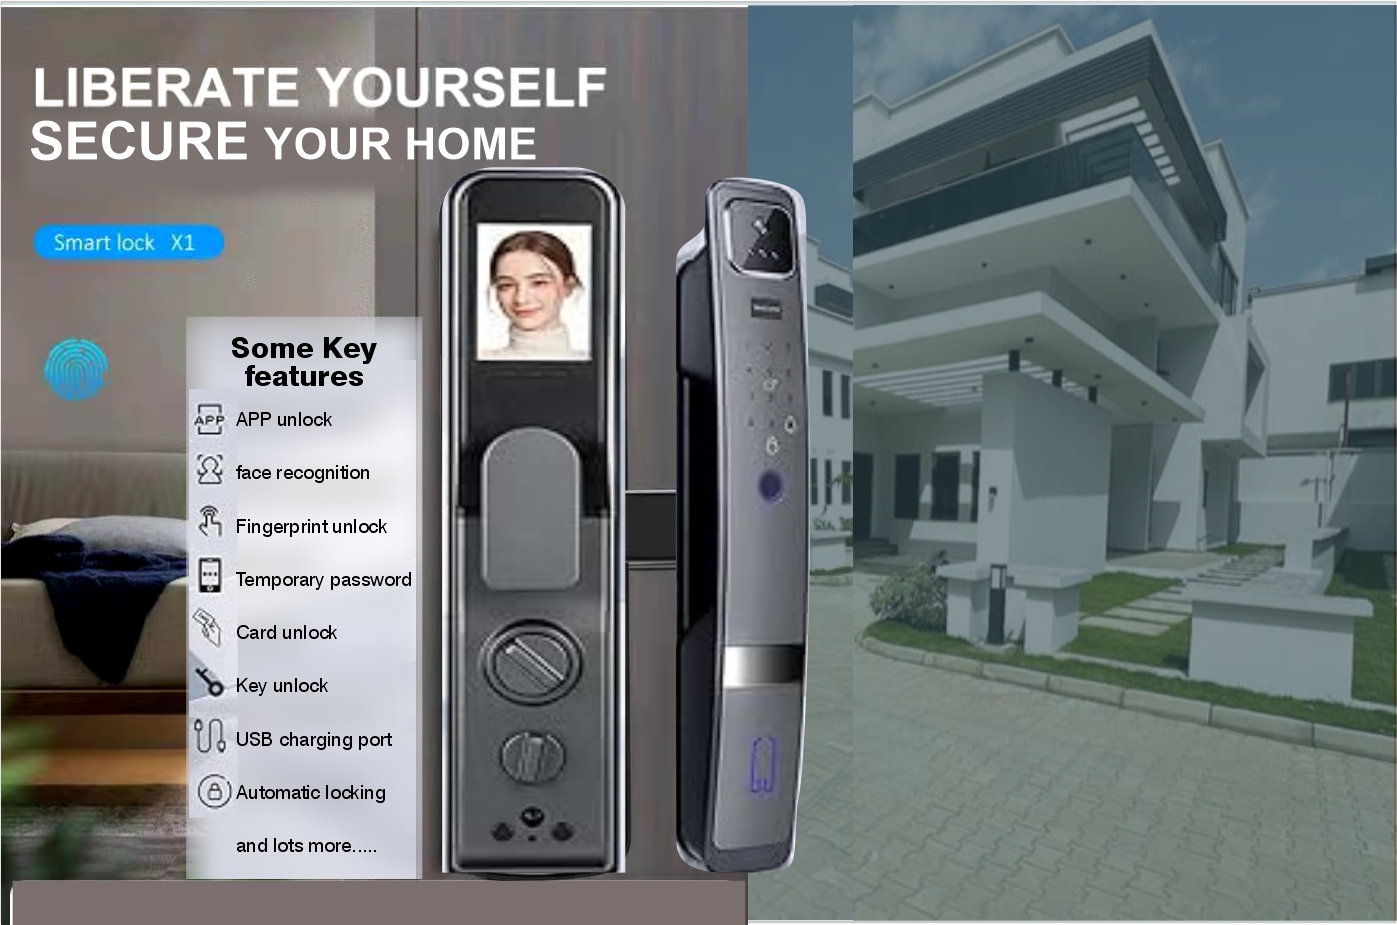 LIBERATE YOURSELF
SECURE YOUR HOME
Smart lock X1
Some Key
features
APP
APP unlock
face recognition
Fingerprint unlock
Temporary password
Card unlock
Key unlock
USB charging port
Automatic locking
and lots more.....